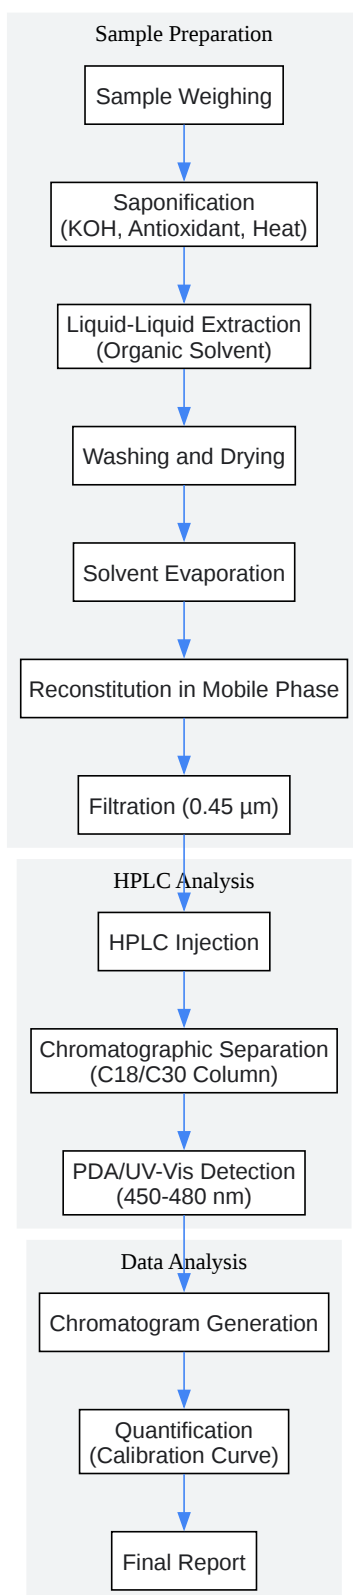 Sample Preparation
Sample Weighing
Saponification
(KOH, Antioxidant, Heat)
Liquid-Liquid Extraction
(Organic Solvent)
Washing and Drying
Solvent Evaporation
Reconstitution in Mobile Phase
Filtration (0.45 µm)
HPLC Analysis
HPLC Injection
Chromatographic Separation
(C18/C30 Column)
PDA/UV-Vis Detection
(450-480 nm)
Data Analysis
Chromatogram Generation
Quantification
(Calibration Curve)
Final Report